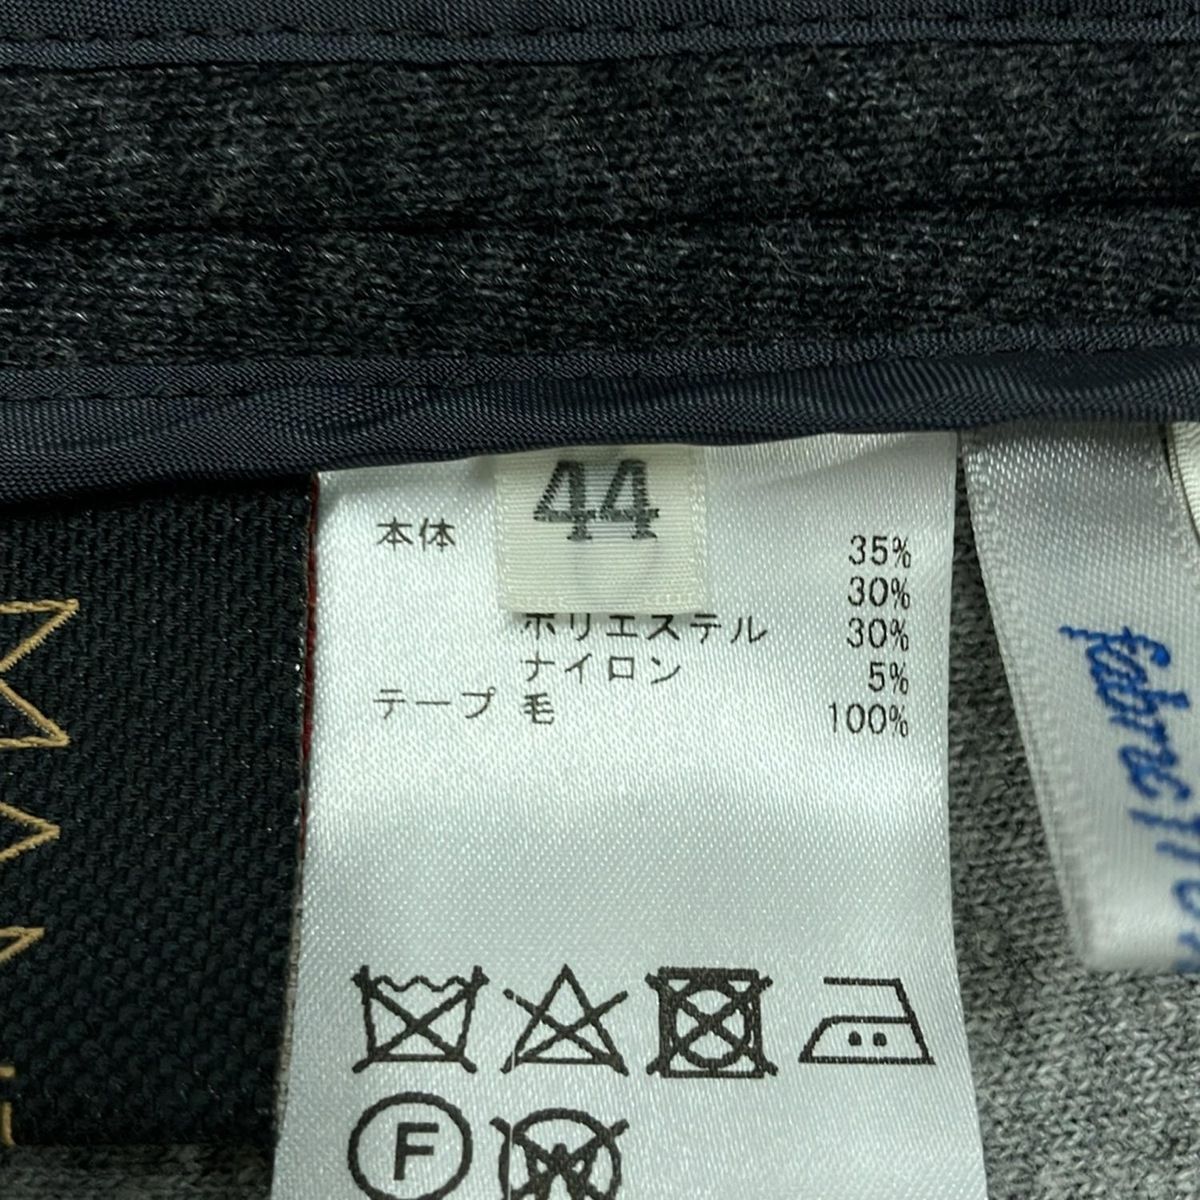 44
本体 35%
30%
ポリエステル 30%
ナイロン 5%
テープ 毛 100%
F
W
fabric